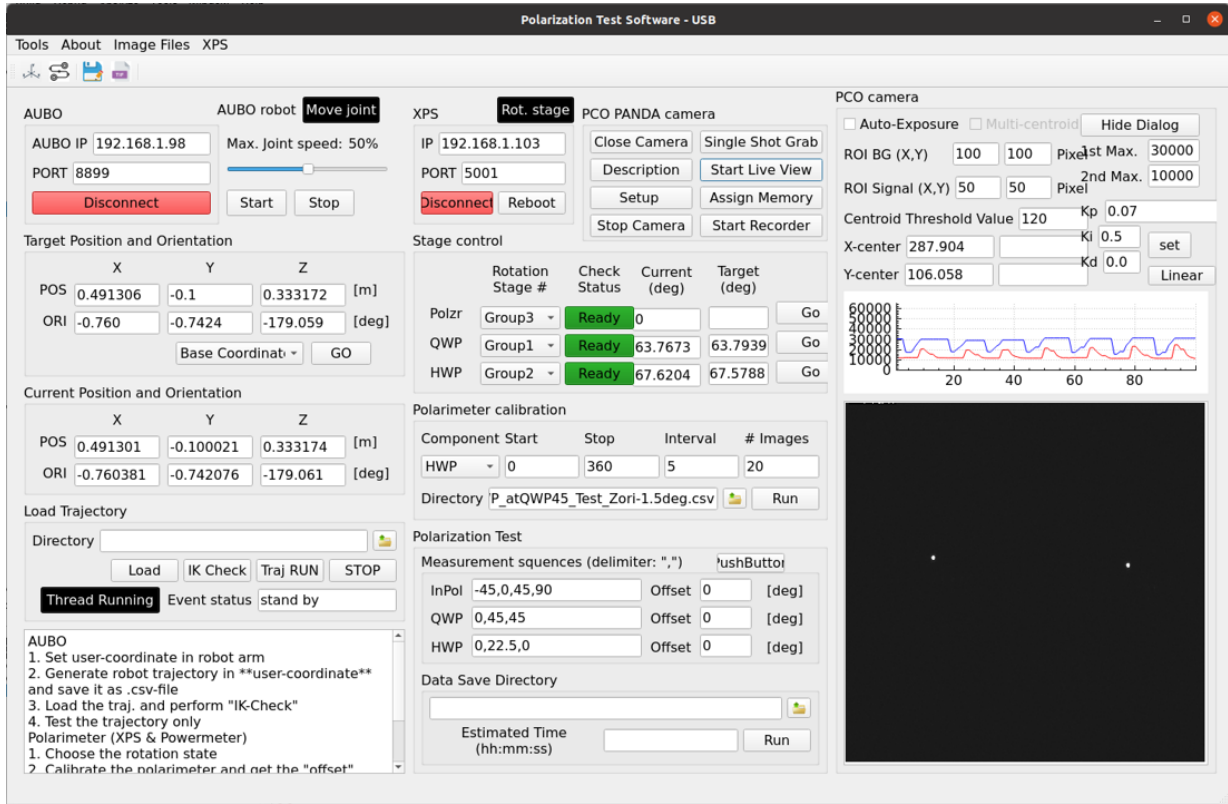 Polarization Test Software - USB
Tools About Image Files XPS
AUBO
AUBO robot Move joint
AUBO IP 192.168.1.98
Max. Joint speed: 50%
PORT 8899
Disconnect
Start Stop
Target Position and Orientation
X Y Z
POS 0.491306 -0.1 0.333172 [m]
ORI -0.760 -0.7424 -179.059 [deg]
Base Coordinat GO
Current Position and Orientation
X Y Z
POS 0.491301 -0.100021 0.333174 [m]
ORI -0.760381 -0.742076 -179.061 [deg]
Load Trajectory
Directory
Load IK Check Traj RUN STOP
Thread Running Event status stand by
AUBO
1. Set user-coordinate in robot arm
2. Generate robot trajectory in **user-coordinate**
and save it as .csv-file
3. Load the traj. and perform "IK-Check"
4. Test the trajectory only
Polarimeter (XPS & Powermeter)
1. Choose the rotation state
2. Calibrate the polarimeter and get the "offset"
XPS Rot. stage
IP 192.168.1.103
PORT 5001
Disconnect Reboot
PCO PANDA camera
Close Camera Single Shot Grab
Description Start Live View
Setup Assign Memory
Stop Camera Start Recorder
Stage control
Rotation Stage # Check Status Current (deg) Target (deg)
Polzr Group3 Ready 0 Go
QWP Group1 Ready 63.7673 63.7939 Go
HWP Group2 Ready 67.6204 67.5788 Go
Polarimeter calibration
Component Start Stop Interval # Images
HWP 0 360 5 20
Directory P_atQWP45_Test_Zori-1.5deg.csv Run
Polarization Test
Measurement squences (delimiter: ",") PushButton
InPol -45,0,45,90 Offset 0 [deg]
QWP 0,45,45 Offset 0 [deg]
HWP 0,22.5,0 Offset 0 [deg]
Data Save Directory
Estimated Time
(hh:mm:ss)
Run
PCO camera
Auto-Exposure Multi-centroid Hide Dialog
ROI BG (X,Y) 100 100 Pixel
1st Max. 30000
2nd Max. 10000
ROI Signal (X,Y) 50 50 Pixel
Centroid Threshold Value 120
Kp 0.07
Ki 0.5
Kd 0.0
set
X-center 287.904
Y-center 106.058
Linear
60000
50000
40000
30000
20000
10000
0
20 40 60 80